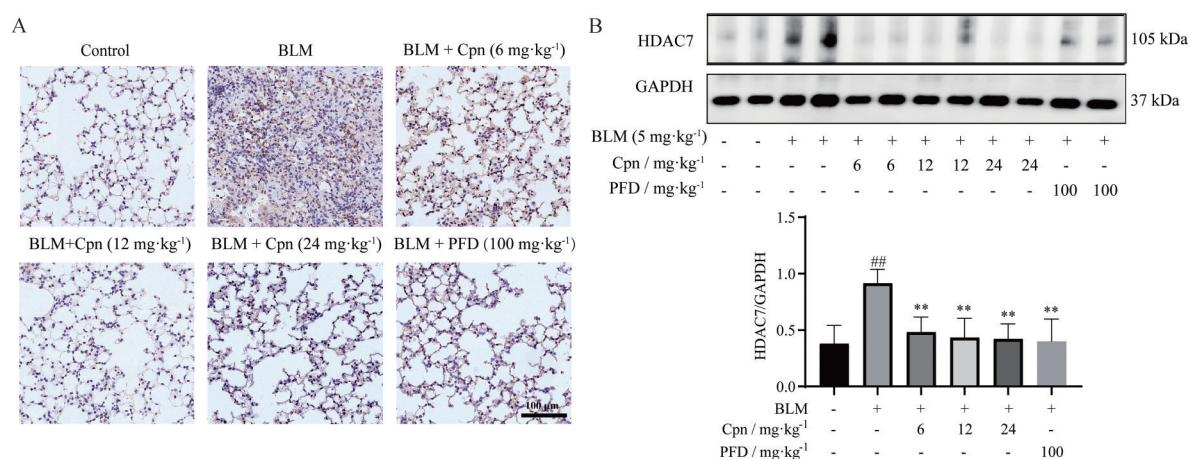 A
Control
BLM
BLM + Cpn (6 mg·kg⁻¹)
BLM+Cpn (12 mg·kg⁻¹)
BLM + Cpn (24 mg·kg⁻¹)
BLM + PFD (100 mg·kg⁻¹)
100 μm
B
HDAC7
105 kDa
GAPDH
37 kDa
BLM (5 mg·kg⁻¹) - - + + + + + + + + + +
Cpn / mg·kg⁻¹ - - - - 6 6 12 12 24 24 - -
PFD / mg·kg⁻¹ - - - - - - - - - - 100 100
HDAC7/GAPDH
1.5
1.0
0.5
0.0
##
** ** ** **
BLM - + + + + +
Cpn / mg·kg⁻¹ - - 6 12 24 -
PFD / mg·kg⁻¹ - - - - - 100